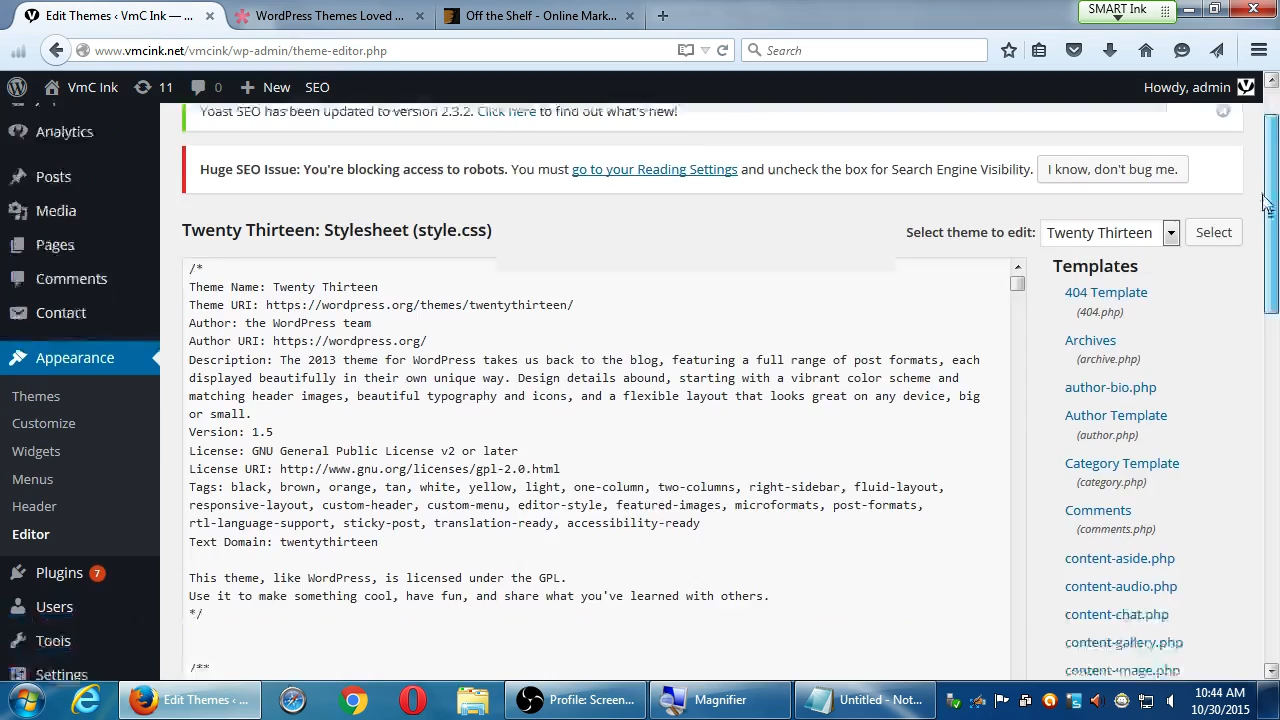 Edit Themes ‹ VmC Ink — ...
WordPress Themes Loved ...
Off the Shelf - Online Mark...
SMART Ink
www.vmcink.net/vmcink/wp-admin/theme-editor.php
Search
VmC Ink
11
0
New
SEO
Howdy, admin
Yoast SEO has been updated to version 2.3.2. Click here to find out what's new!
Huge SEO Issue: You're blocking access to robots. You must go to your Reading Settings and uncheck the box for Search Engine Visibility.
I know, don't bug me.
Analytics
Posts
Media
Pages
Comments
Contact
Appearance
Themes
Customize
Widgets
Menus
Header
Editor
Plugins 7
Users
Tools
Settings
Twenty Thirteen: Stylesheet (style.css)
Select theme to edit:
Twenty Thirteen
Select
/*
Theme Name: Twenty Thirteen
Theme URI: https://wordpress.org/themes/twentythirteen/
Author: the WordPress team
Author URI: https://wordpress.org/
Description: The 2013 theme for WordPress takes us back to the blog, featuring a full range of post formats, each
displayed beautifully in their own unique way. Design details abound, starting with a vibrant color scheme and
matching header images, beautiful typography and icons, and a flexible layout that looks great on any device, big
or small.
Version: 1.5
License: GNU General Public License v2 or later
License URI: http://www.gnu.org/licenses/gpl-2.0.html
Tags: black, brown, orange, tan, white, yellow, light, one-column, two-columns, right-sidebar, fluid-layout,
responsive-layout, custom-header, custom-menu, editor-style, featured-images, microformats, post-formats,
rtl-language-support, sticky-post, translation-ready, accessibility-ready
Text Domain: twentythirteen
This theme, like WordPress, is licensed under the GPL.
Use it to make something cool, have fun, and share what you've learned with others.
*/
/**
Templates
404 Template
(404.php)
Archives
(archive.php)
author-bio.php
Author Template
(author.php)
Category Template
(category.php)
Comments
(comments.php)
content-aside.php
content-audio.php
content-chat.php
content-gallery.php
content-image.php
Edit Themes ‹ ...
Profile: Screen...
Magnifier
Untitled - Not...
10:44 AM
10/30/2015